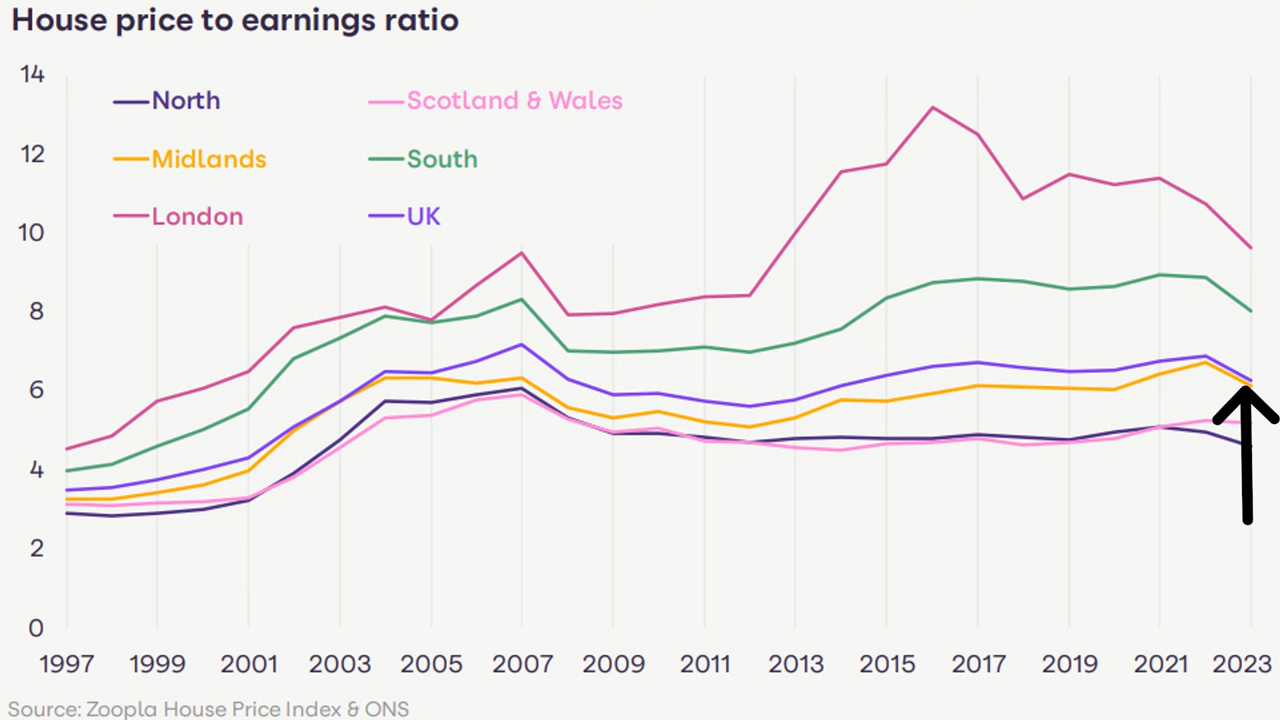 House price to earnings ratio
14
12
10
8
6
4
2
0
North
Scotland & Wales
Midlands
South
London
UK
1997 1999 2001 2003 2005 2007 2009 2011 2013 2015 2017 2019 2021 2023
Source: Zoopla House Price Index & ONS